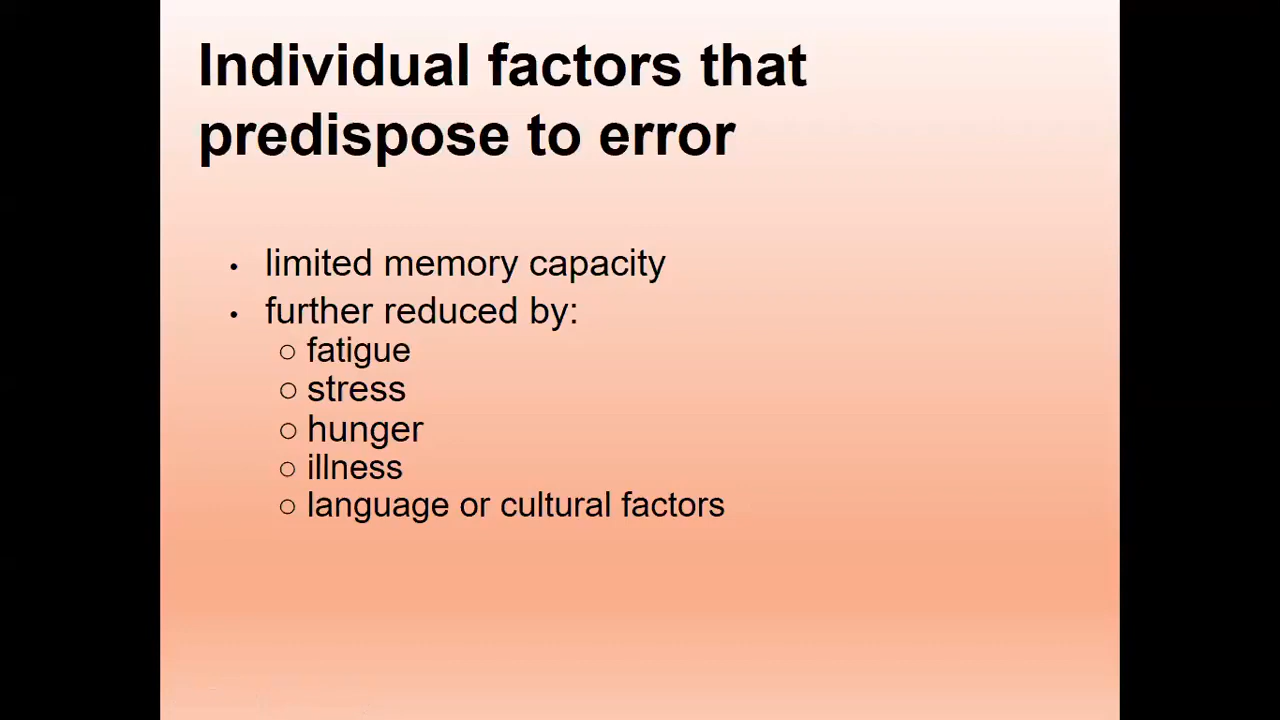 Individual factors that
predispose to error
• limited memory capacity
• further reduced by:
○ fatigue
○ stress
○ hunger
○ illness
○ language or cultural factors